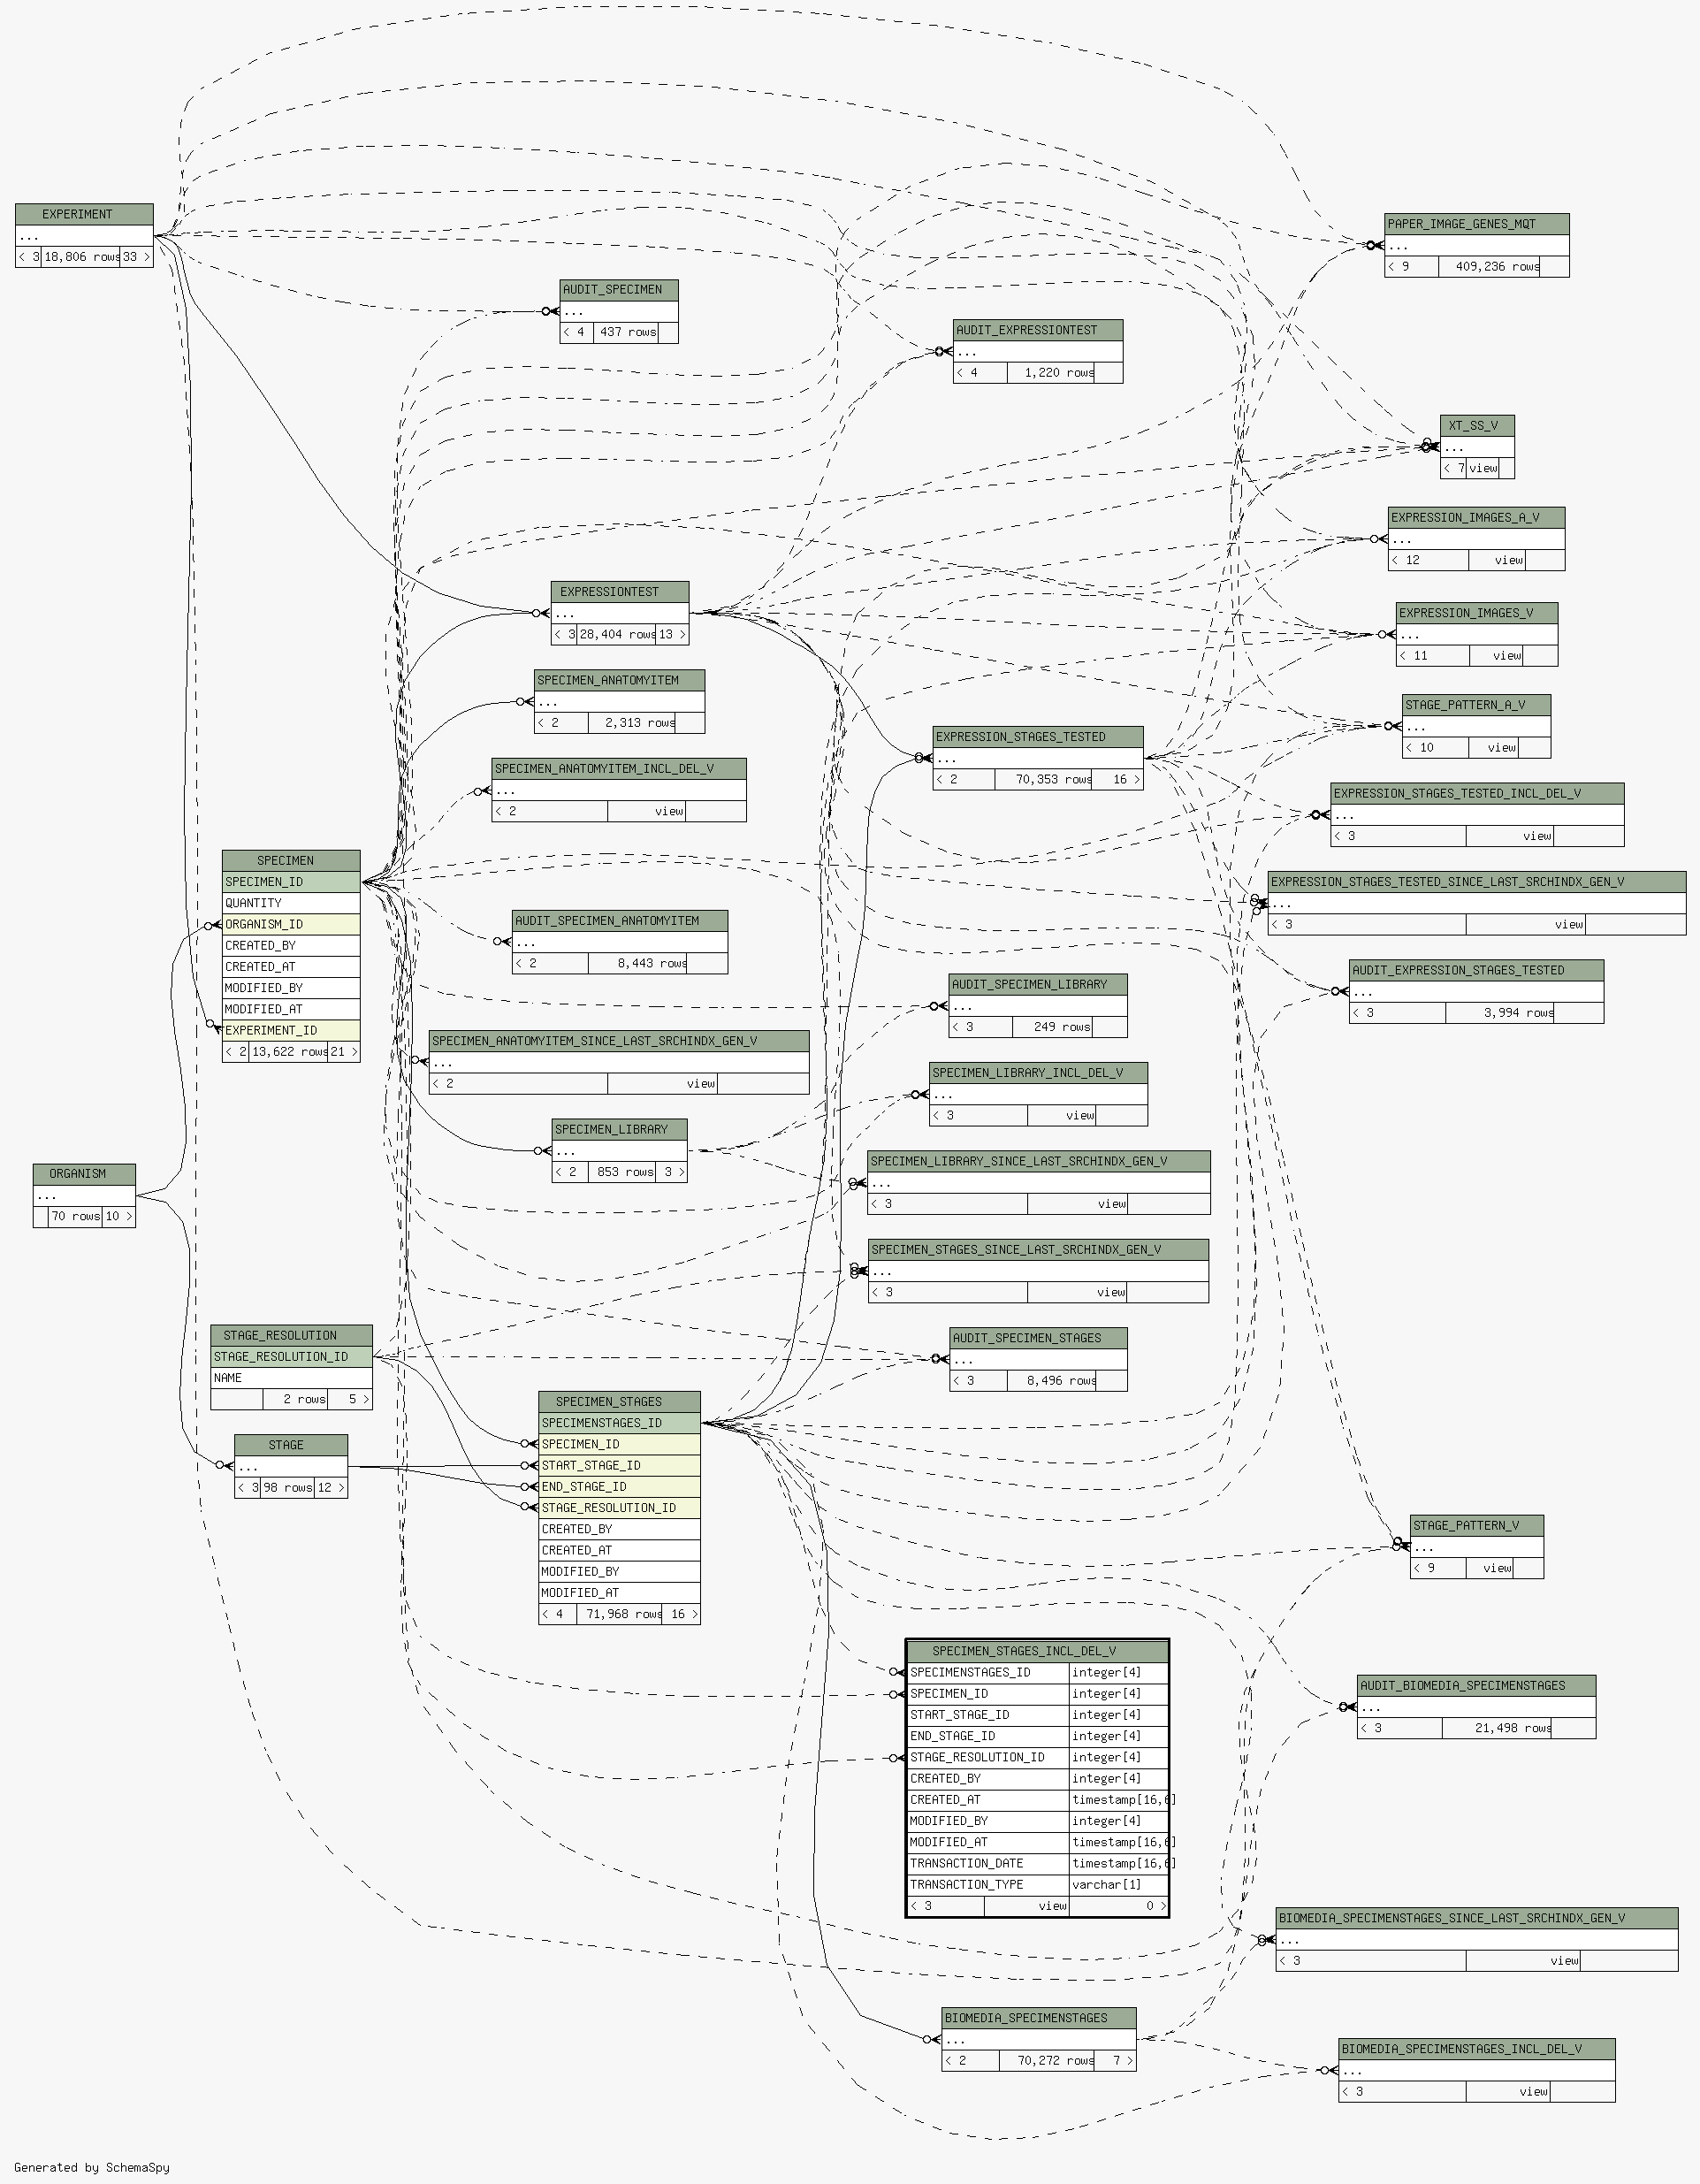 EXPERIMENT
...
< 3 18,806 rows 33 >
PAPER_IMAGE_GENES_MQT
...
< 9 409,236 rows
AUDIT_SPECIMEN
...
< 4 437 rows
AUDIT_EXPRESSIONTEST
...
< 4 1,220 rows
XT_SS_V
...
< 7 view
EXPRESSION_IMAGES_A_V
...
< 12 view
EXPRESSIONTEST
...
< 3 28,404 rows 13 >
EXPRESSION_IMAGES_V
...
< 11 view
SPECIMEN_ANATOMYITEM
...
< 2 2,313 rows
STAGE_PATTERN_A_V
...
< 10 view
EXPRESSION_STAGES_TESTED
...
< 2 70,353 rows 16 >
SPECIMEN_ANATOMYITEM_INCL_DEL_V
...
< 2 view
EXPRESSION_STAGES_TESTED_INCL_DEL_V
...
< 3 view
SPECIMEN
SPECIMEN_ID
QUANTITY
ORGANISM_ID
CREATED_BY
CREATED_AT
MODIFIED_BY
MODIFIED_AT
EXPERIMENT_ID
< 2 13,622 rows 21 >
EXPRESSION_STAGES_TESTED_SINCE_LAST_SRCHINDX_GEN_V
...
< 3 view
AUDIT_SPECIMEN_ANATOMYITEM
...
< 2 8,443 rows
AUDIT_EXPRESSION_STAGES_TESTED
...
< 3 3,994 rows
AUDIT_SPECIMEN_LIBRARY
...
< 3 249 rows
SPECIMEN_ANATOMYITEM_SINCE_LAST_SRCHINDX_GEN_V
...
< 2 view
SPECIMEN_LIBRARY_INCL_DEL_V
...
< 3 view
SPECIMEN_LIBRARY
...
< 2 853 rows 3 >
SPECIMEN_LIBRARY_SINCE_LAST_SRCHINDX_GEN_V
...
< 3 view
ORGANISM
...
70 rows 10 >
SPECIMEN_STAGES_SINCE_LAST_SRCHINDX_GEN_V
...
< 3 view
STAGE_RESOLUTION
STAGE_RESOLUTION_ID
NAME
2 rows 5 >
AUDIT_SPECIMEN_STAGES
...
< 3 8,496 rows
SPECIMEN_STAGES
SPECIMENSTAGES_ID
SPECIMEN_ID
START_STAGE_ID
END_STAGE_ID
STAGE_RESOLUTION_ID
CREATED_BY
CREATED_AT
MODIFIED_BY
MODIFIED_AT
< 4 71,968 rows 16 >
STAGE
...
< 3 98 rows 12 >
STAGE_PATTERN_V
...
< 9 view
SPECIMEN_STAGES_INCL_DEL_V
SPECIMENSTAGES_ID integer[4]
SPECIMEN_ID integer[4]
START_STAGE_ID integer[4]
END_STAGE_ID integer[4]
STAGE_RESOLUTION_ID integer[4]
CREATED_BY integer[4]
CREATED_AT timestamp[16,6]
MODIFIED_BY integer[4]
MODIFIED_AT timestamp[16,6]
TRANSACTION_DATE timestamp[16,6]
TRANSACTION_TYPE varchar[1]
< 3 view 0 >
AUDIT_BIOMEDIA_SPECIMENSTAGES
...
< 3 21,498 rows
BIOMEDIA_SPECIMENSTAGES_SINCE_LAST_SRCHINDX_GEN_V
...
< 3 view
BIOMEDIA_SPECIMENSTAGES
...
< 2 70,272 rows 7 >
BIOMEDIA_SPECIMENSTAGES_INCL_DEL_V
...
< 3 view
Generated by SchemaSpy